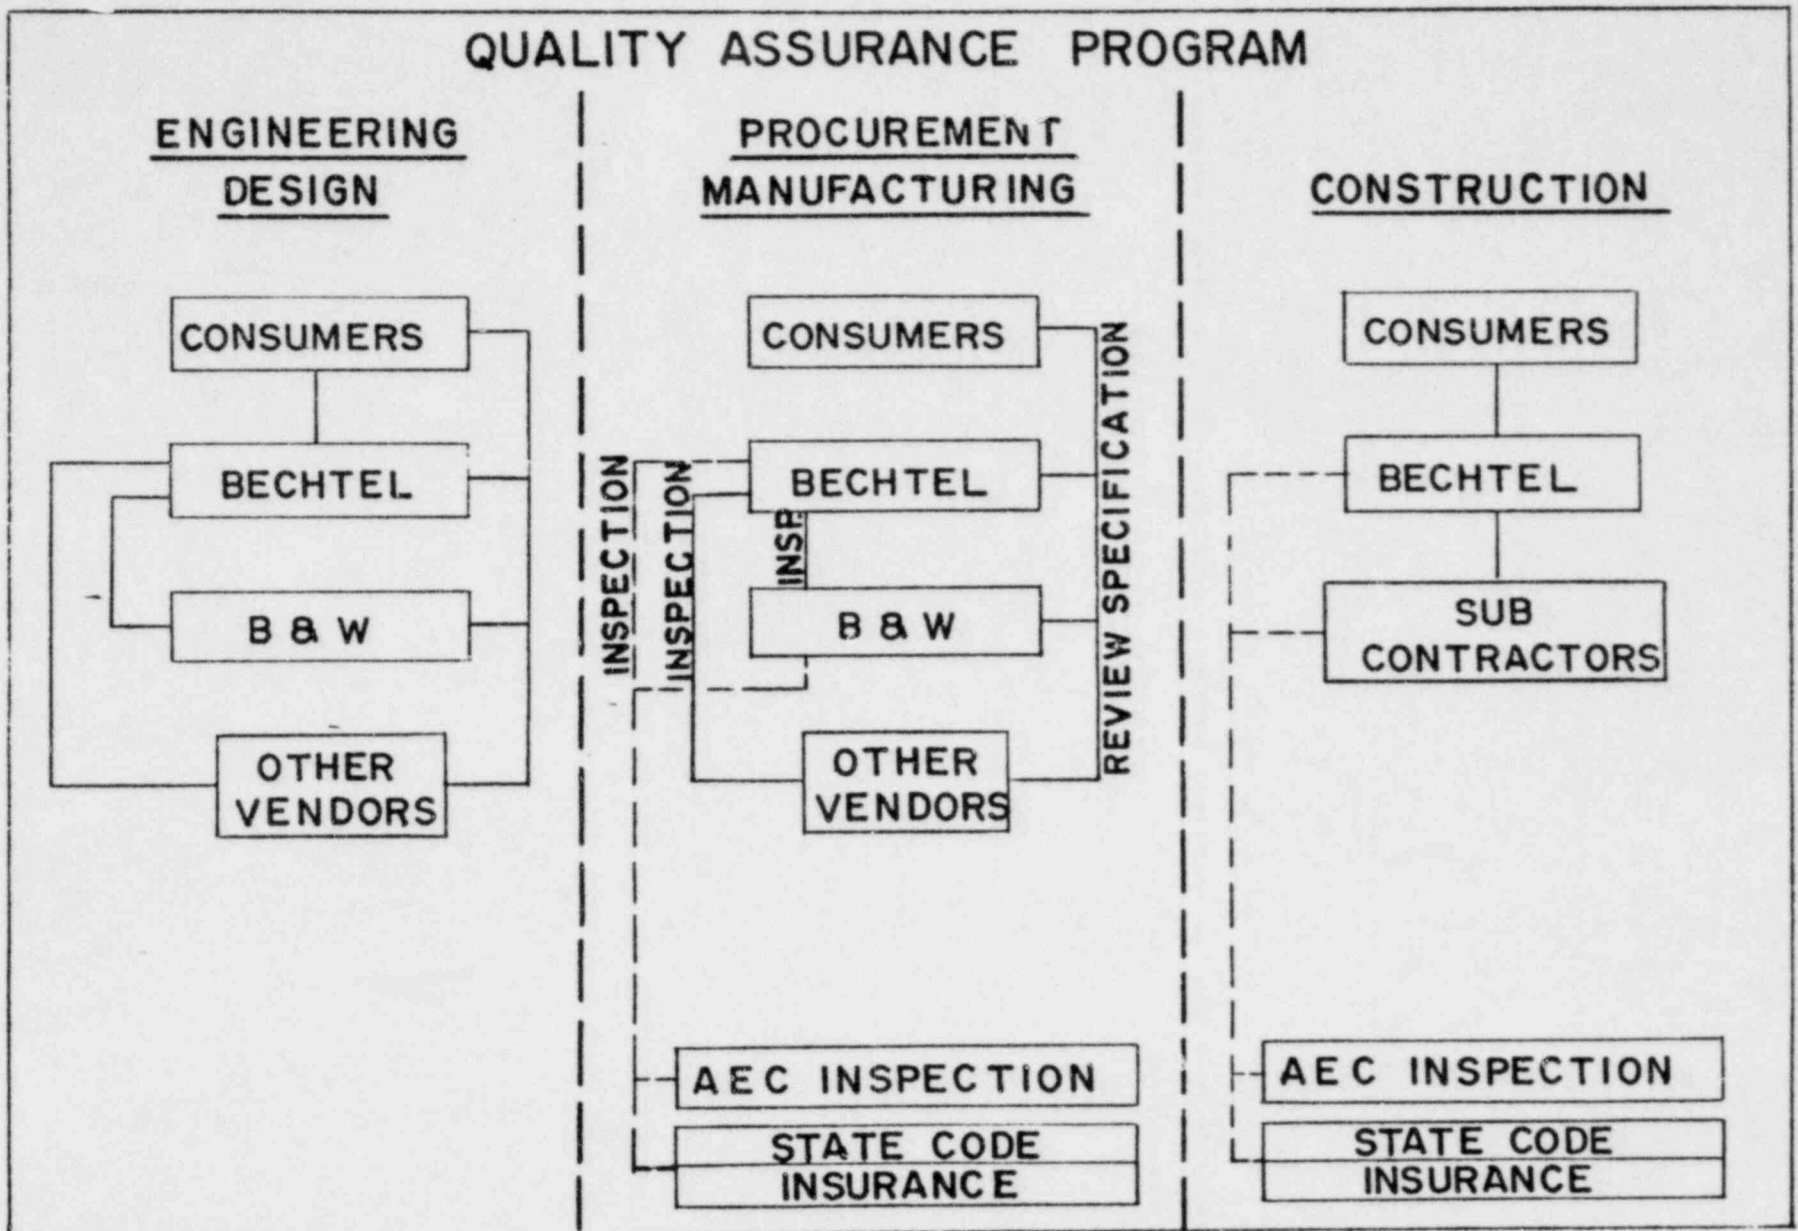 QUALITY ASSURANCE PROGRAM
ENGINEERING
DESIGN
CONSUMERS
BECHTEL
B & W
OTHER
VENDORS
PROCUREMENT
MANUFACTURING
CONSUMERS
BECHTEL
B & W
OTHER
VENDORS
INSPECTION
INSPECTION
INSP.
REVIEW SPECIFICATION
AEC INSPECTION
STATE CODE
INSURANCE
CONSTRUCTION
CONSUMERS
BECHTEL
SUB
CONTRACTORS
AEC INSPECTION
STATE CODE
INSURANCE